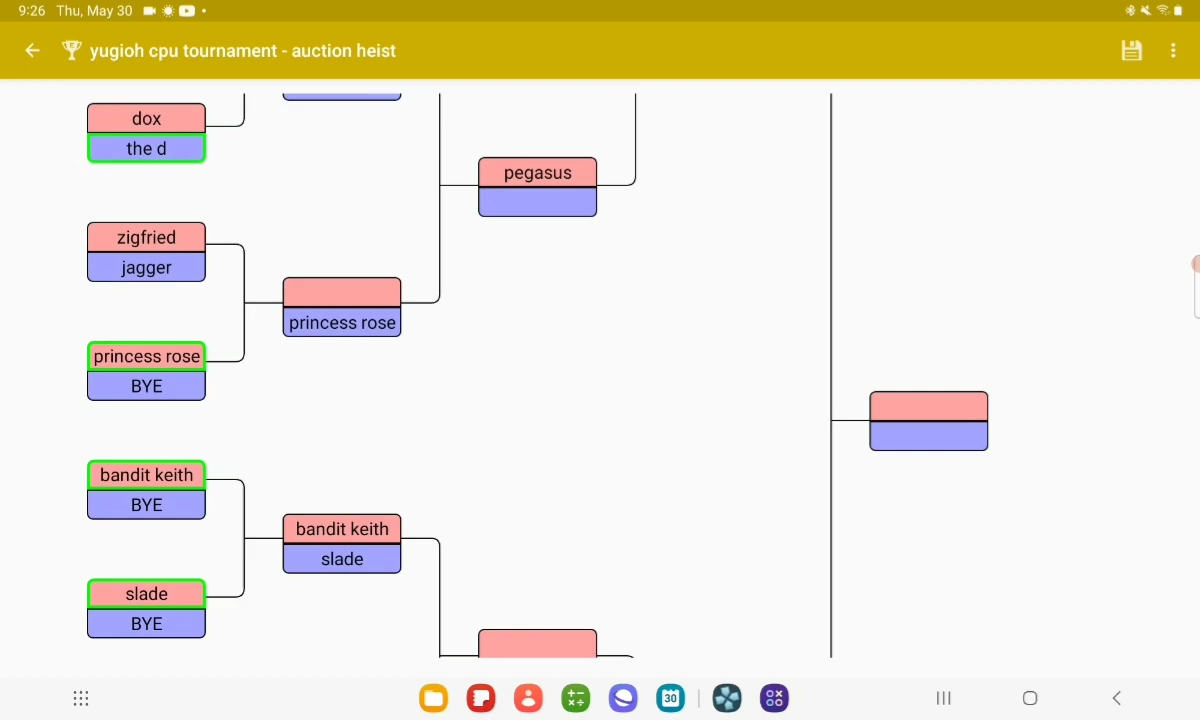 9:26 Thu, May 30
yugioh cpu tournament - auction heist
dox
the d
pegasus
zigfried
jagger
princess rose
princess rose
BYE
bandit keith
BYE
bandit keith
slade
slade
BYE
30